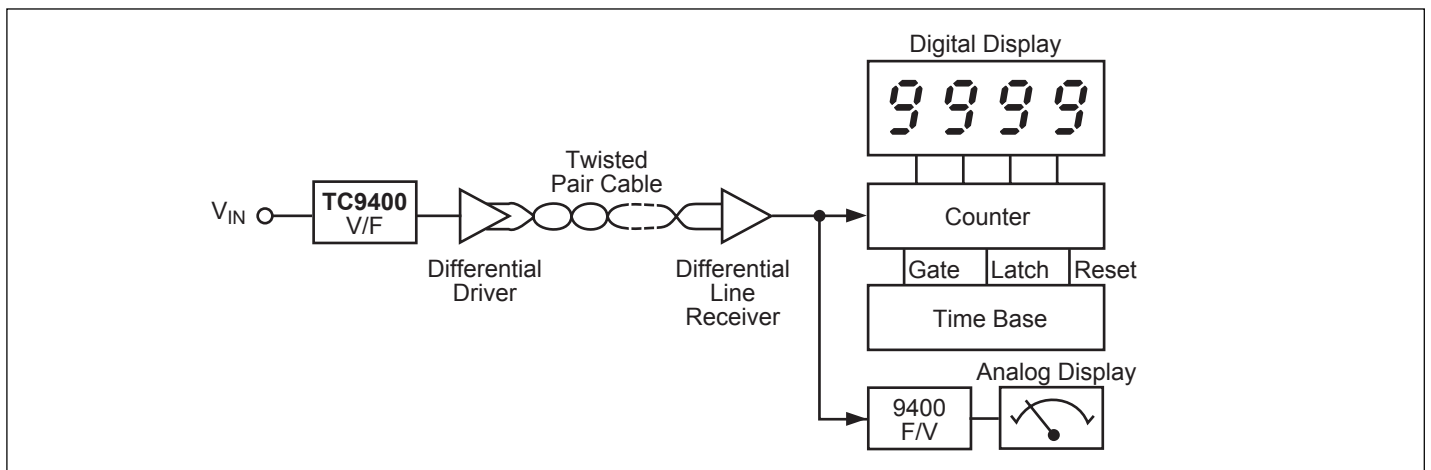 Digital Display
9999
Twisted
Pair Cable
V_IN
TC9400
V/F
Counter
Differential
Driver
Differential
Line
Receiver
Gate
Latch
Reset
Time Base
Analog Display
9400
F/V